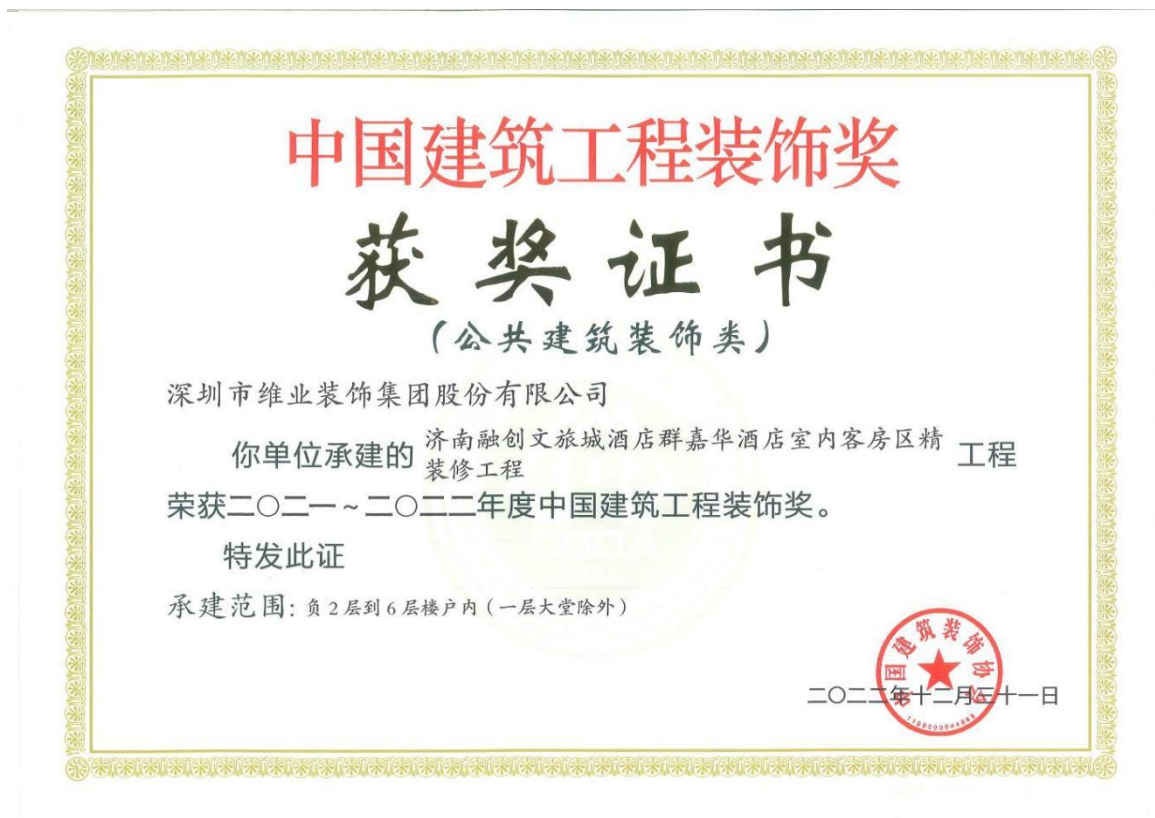 中国建筑工程装饰奖
获奖证书
(公共建筑装饰类)
深圳市维业装饰集团股份有限公司
你单位承建的 济南融创文旅城酒店群嘉华酒店室内客房区精
装修工程 工程
荣获二〇二一~二〇二二年度中国建筑工程装饰奖。
特发此证
承建范围: 负2层到6层楼户内(一层大堂除外)
中国建筑装饰协会
二〇二二年十二月三十一日